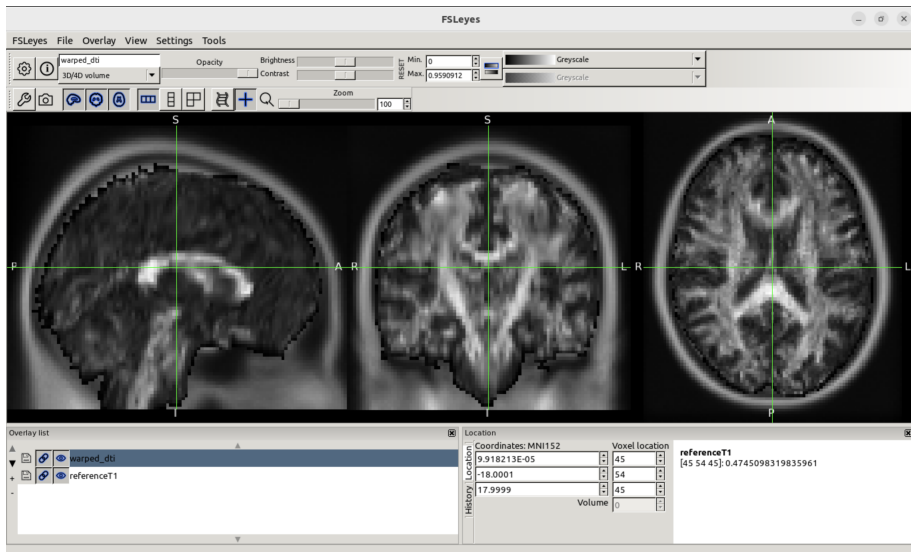 FSLeyes
FSLeyes File Overlay View Settings Tools
warped_dti
3D/4D volume
Opacity
Brightness
Contrast
RESET
Min. 0
Max. 0.9590912
Greyscale
Greyscale
Zoom
100
S S A
P A R L R L
I I P
Overlay list
warped_dti
referenceT1
Location
Location
History
Coordinates: MNI152 Voxel location
9.918213E-05 45
-18.0001 54
17.9999 45
Volume 0
referenceT1
[45 54 45]: 0.4745098319835961